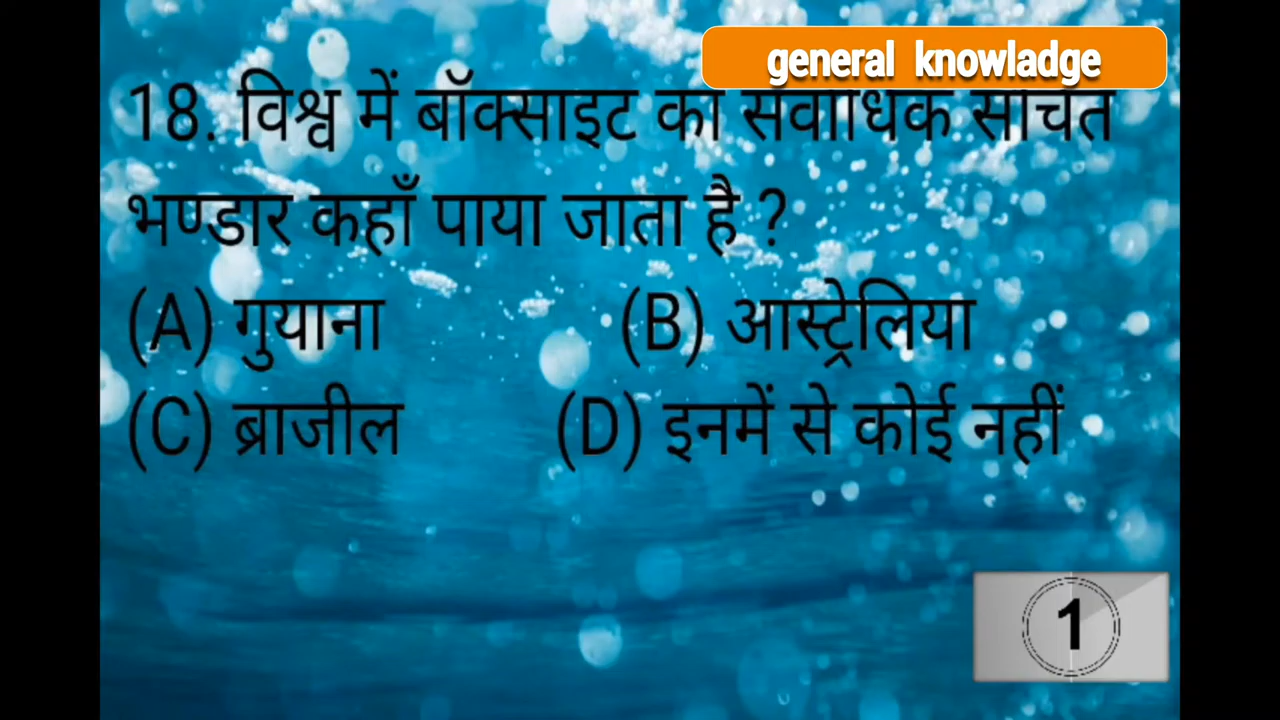 general knowladge
18. विश्व में बॉक्साइट का सर्वाधिक संचित
भण्डार कहाँ पाया जाता है ?
(A) गुयाना (B) आस्ट्रेलिया
(C) ब्राजील (D) इनमें से कोई नहीं
1